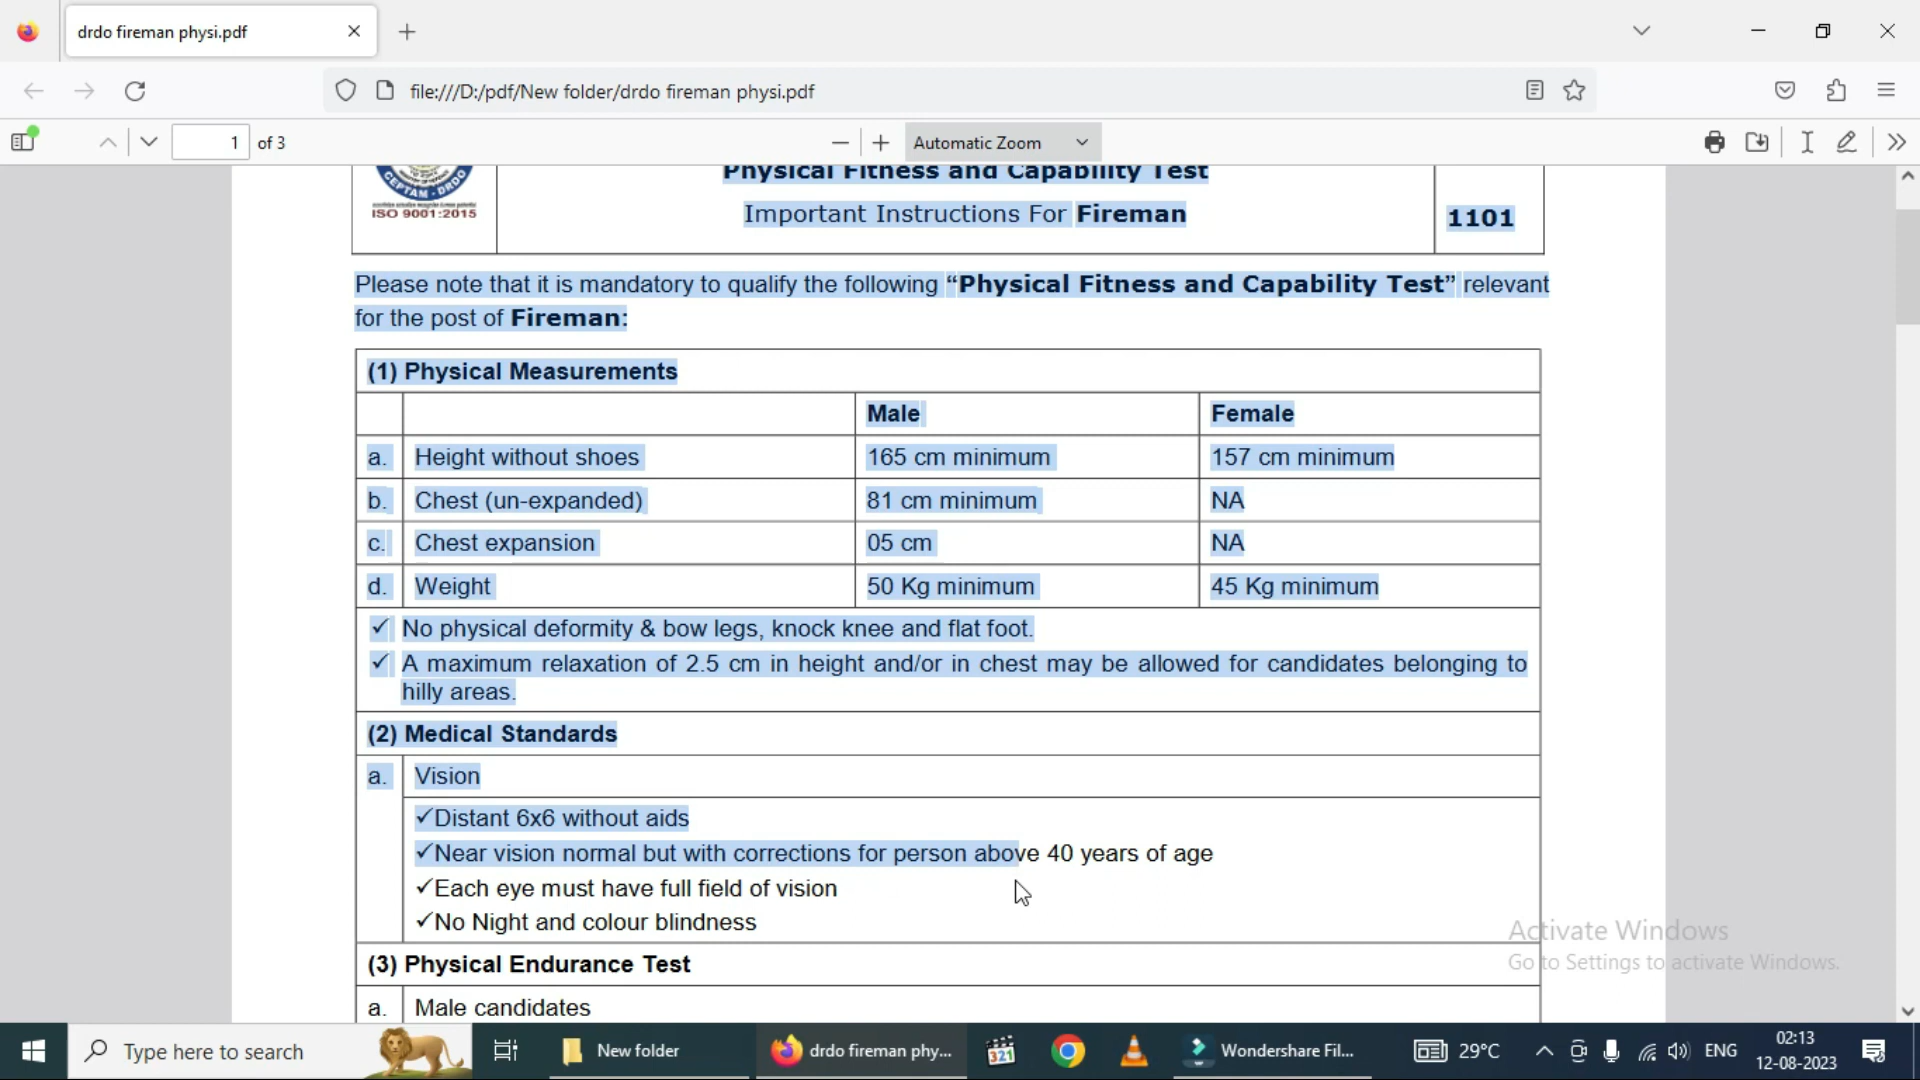 drdo fireman physi.pdf
file:///D:/pdf/New folder/drdo fireman physi.pdf
1 of 3
Automatic Zoom
CEPTAM - DRDO
ISO 9001:2015
Physical Fitness and Capability Test
Important Instructions For Fireman
1101
Please note that it is mandatory to qualify the following “Physical Fitness and Capability Test” relevant
for the post of Fireman:
(1) Physical Measurements
Male Female
a. Height without shoes 165 cm minimum 157 cm minimum
b. Chest (un-expanded) 81 cm minimum NA
c. Chest expansion 05 cm NA
d. Weight 50 Kg minimum 45 Kg minimum
✓ No physical deformity & bow legs, knock knee and flat foot.
✓ A maximum relaxation of 2.5 cm in height and/or in chest may be allowed for candidates belonging to
hilly areas.
(2) Medical Standards
a. Vision
✓Distant 6x6 without aids
✓Near vision normal but with corrections for person above 40 years of age
✓Each eye must have full field of vision
✓No Night and colour blindness
(3) Physical Endurance Test
a. Male candidates
Activate Windows
Go to Settings to activate Windows.
Type here to search
New folder
drdo fireman phy...
321
Wondershare Fil...
29°C
ENG
02:13
12-08-2023